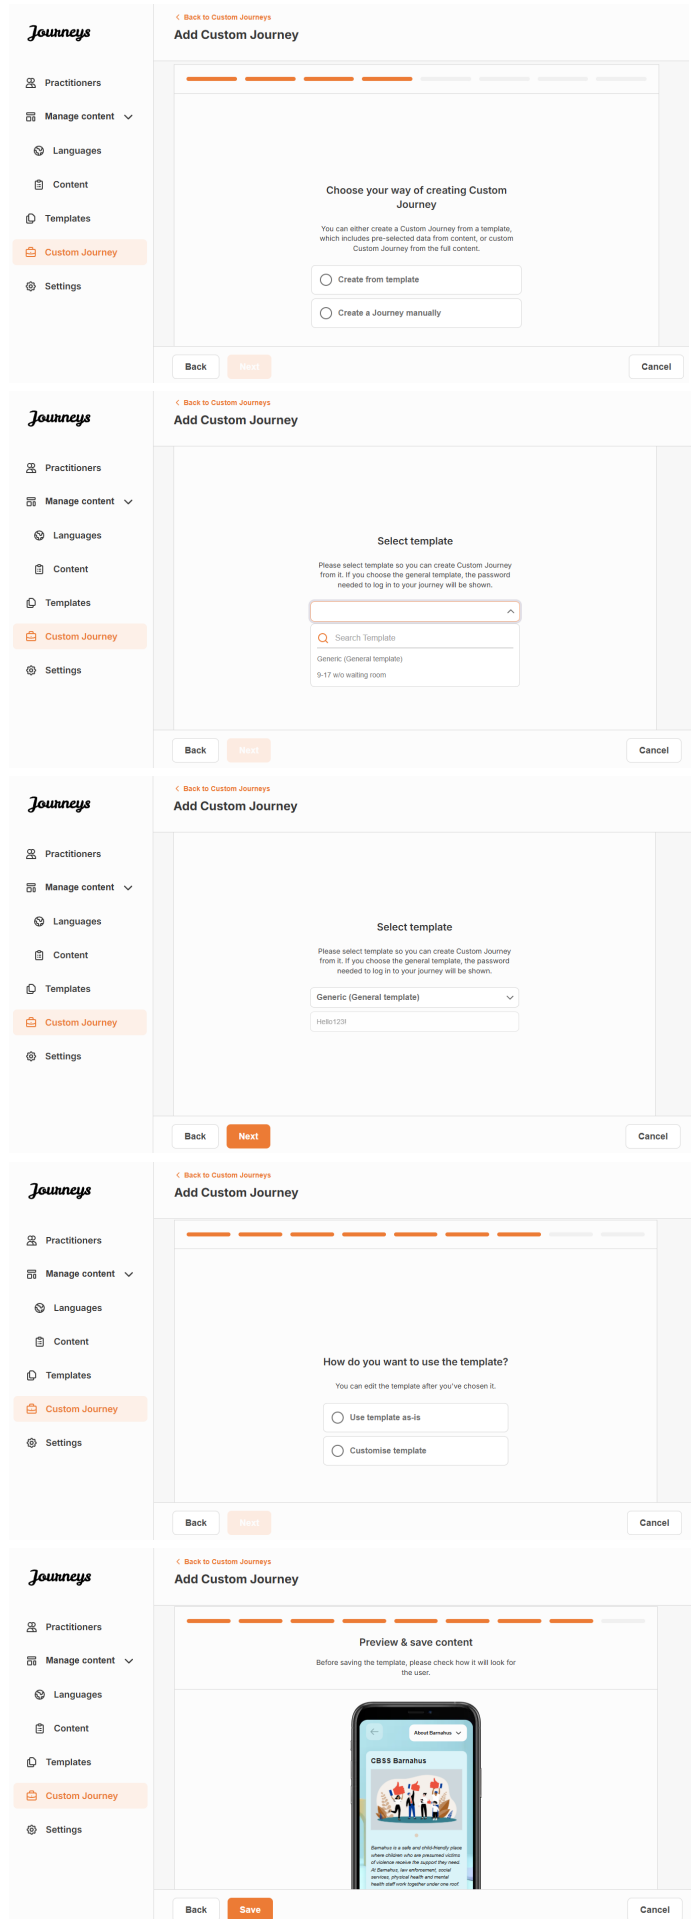 Journeys
< Back to Custom Journeys
Add Custom Journey
Practitioners
Manage content
Languages
Content
Templates
Custom Journey
Settings
Choose your way of creating Custom
Journey
You can either create a Custom Journey from a template,
which includes pre-selected data from content, or custom
Custom Journey from the full content.
Create from template
Create a Journey manually
Back
Next
Cancel
Journeys
< Back to Custom Journeys
Add Custom Journey
Practitioners
Manage content
Languages
Content
Templates
Custom Journey
Settings
Select template
Please select template so you can create Custom Journey
from it. If you choose the general template, the password
needed to log in to your journey will be shown.
Search Template
Generic (General template)
9-17 w/o waiting room
Back
Next
Cancel
Journeys
< Back to Custom Journeys
Add Custom Journey
Practitioners
Manage content
Languages
Content
Templates
Custom Journey
Settings
Select template
Please select template so you can create Custom Journey
from it. If you choose the general template, the password
needed to log in to your journey will be shown.
Generic (General template)
Hello123!
Back
Next
Cancel
Journeys
< Back to Custom Journeys
Add Custom Journey
Practitioners
Manage content
Languages
Content
Templates
Custom Journey
Settings
How do you want to use the template?
You can edit the template after you've chosen it.
Use template as-is
Customise template
Back
Next
Cancel
Journeys
< Back to Custom Journeys
Add Custom Journey
Practitioners
Manage content
Languages
Content
Templates
Custom Journey
Settings
Preview & save content
Before saving the template, please check how it will look for
the user.
About Barnahus
CBSS Barnahus
Barnahus is a safe and child-friendly place
where children who are presumed victims
of violence receive the support they need.
At Barnahus, law enforcement, social
services, physical health and mental
health staff work together under one roof.
Back
Save
Cancel